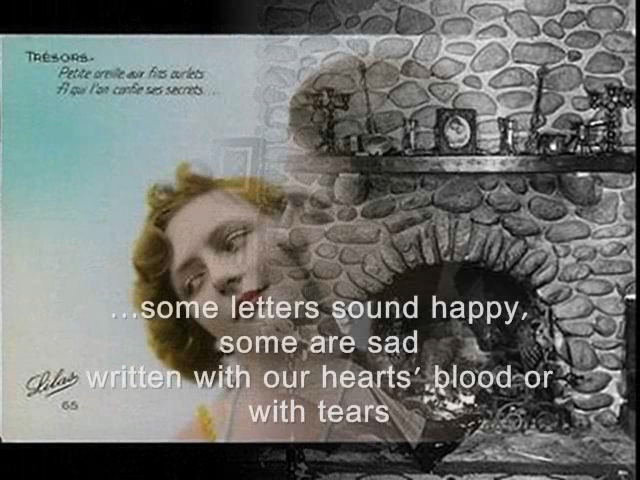 TRÉSORS-
Petite oreille aux fins ourlets
A qui l'on confie ses secrets...
...some letters sound happy,
some are sad
written with our hearts' blood or
with tears
Lilas
65